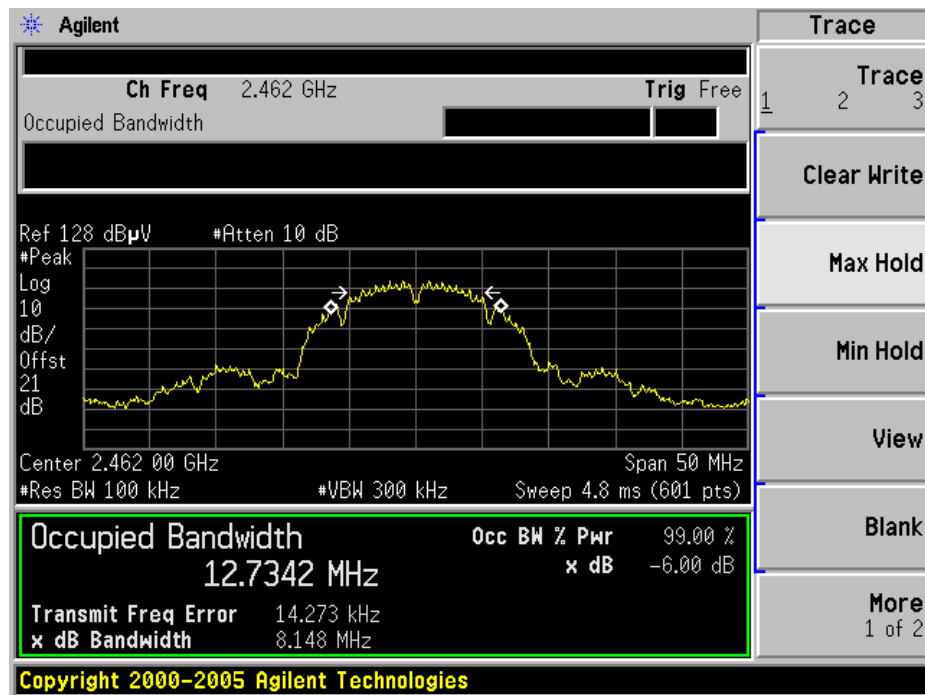 Agilent
Trace
Ch Freq 2.462 GHz Trig Free
Occupied Bandwidth
Trace
1 2 3
Clear Write
Max Hold
Min Hold
View
Blank
More
1 of 2
Ref 128 dBµV #Atten 10 dB
#Peak
Log
10
dB/
Offst
21
dB
Center 2.462 00 GHz Span 50 MHz
#Res BW 100 kHz #VBW 300 kHz Sweep 4.8 ms (601 pts)
Occupied Bandwidth
12.7342 MHz
Occ BW % Pwr 99.00 %
x dB -6.00 dB
Transmit Freq Error 14.273 kHz
x dB Bandwidth 8.148 MHz
Copyright 2000-2005 Agilent Technologies